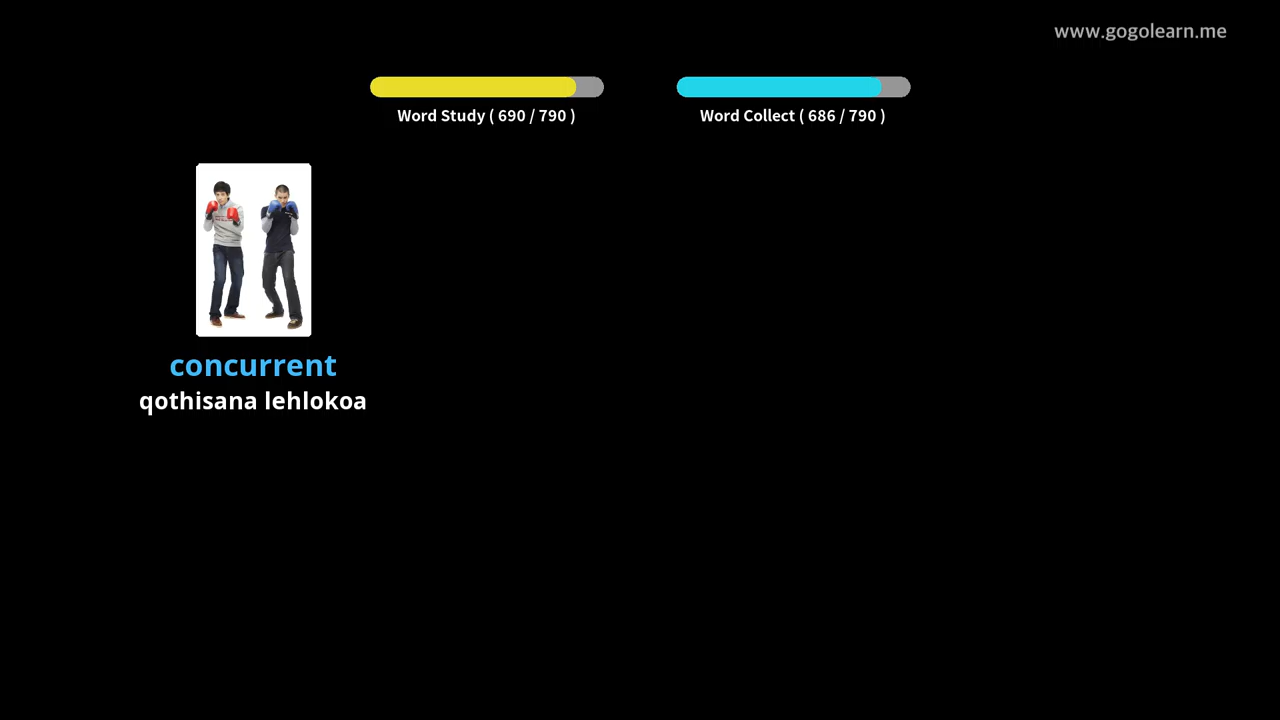 www.gogolearn.me
Word Study ( 690 / 790 )
Word Collect ( 686 / 790 )
concurrent
qothisana lehlokoa